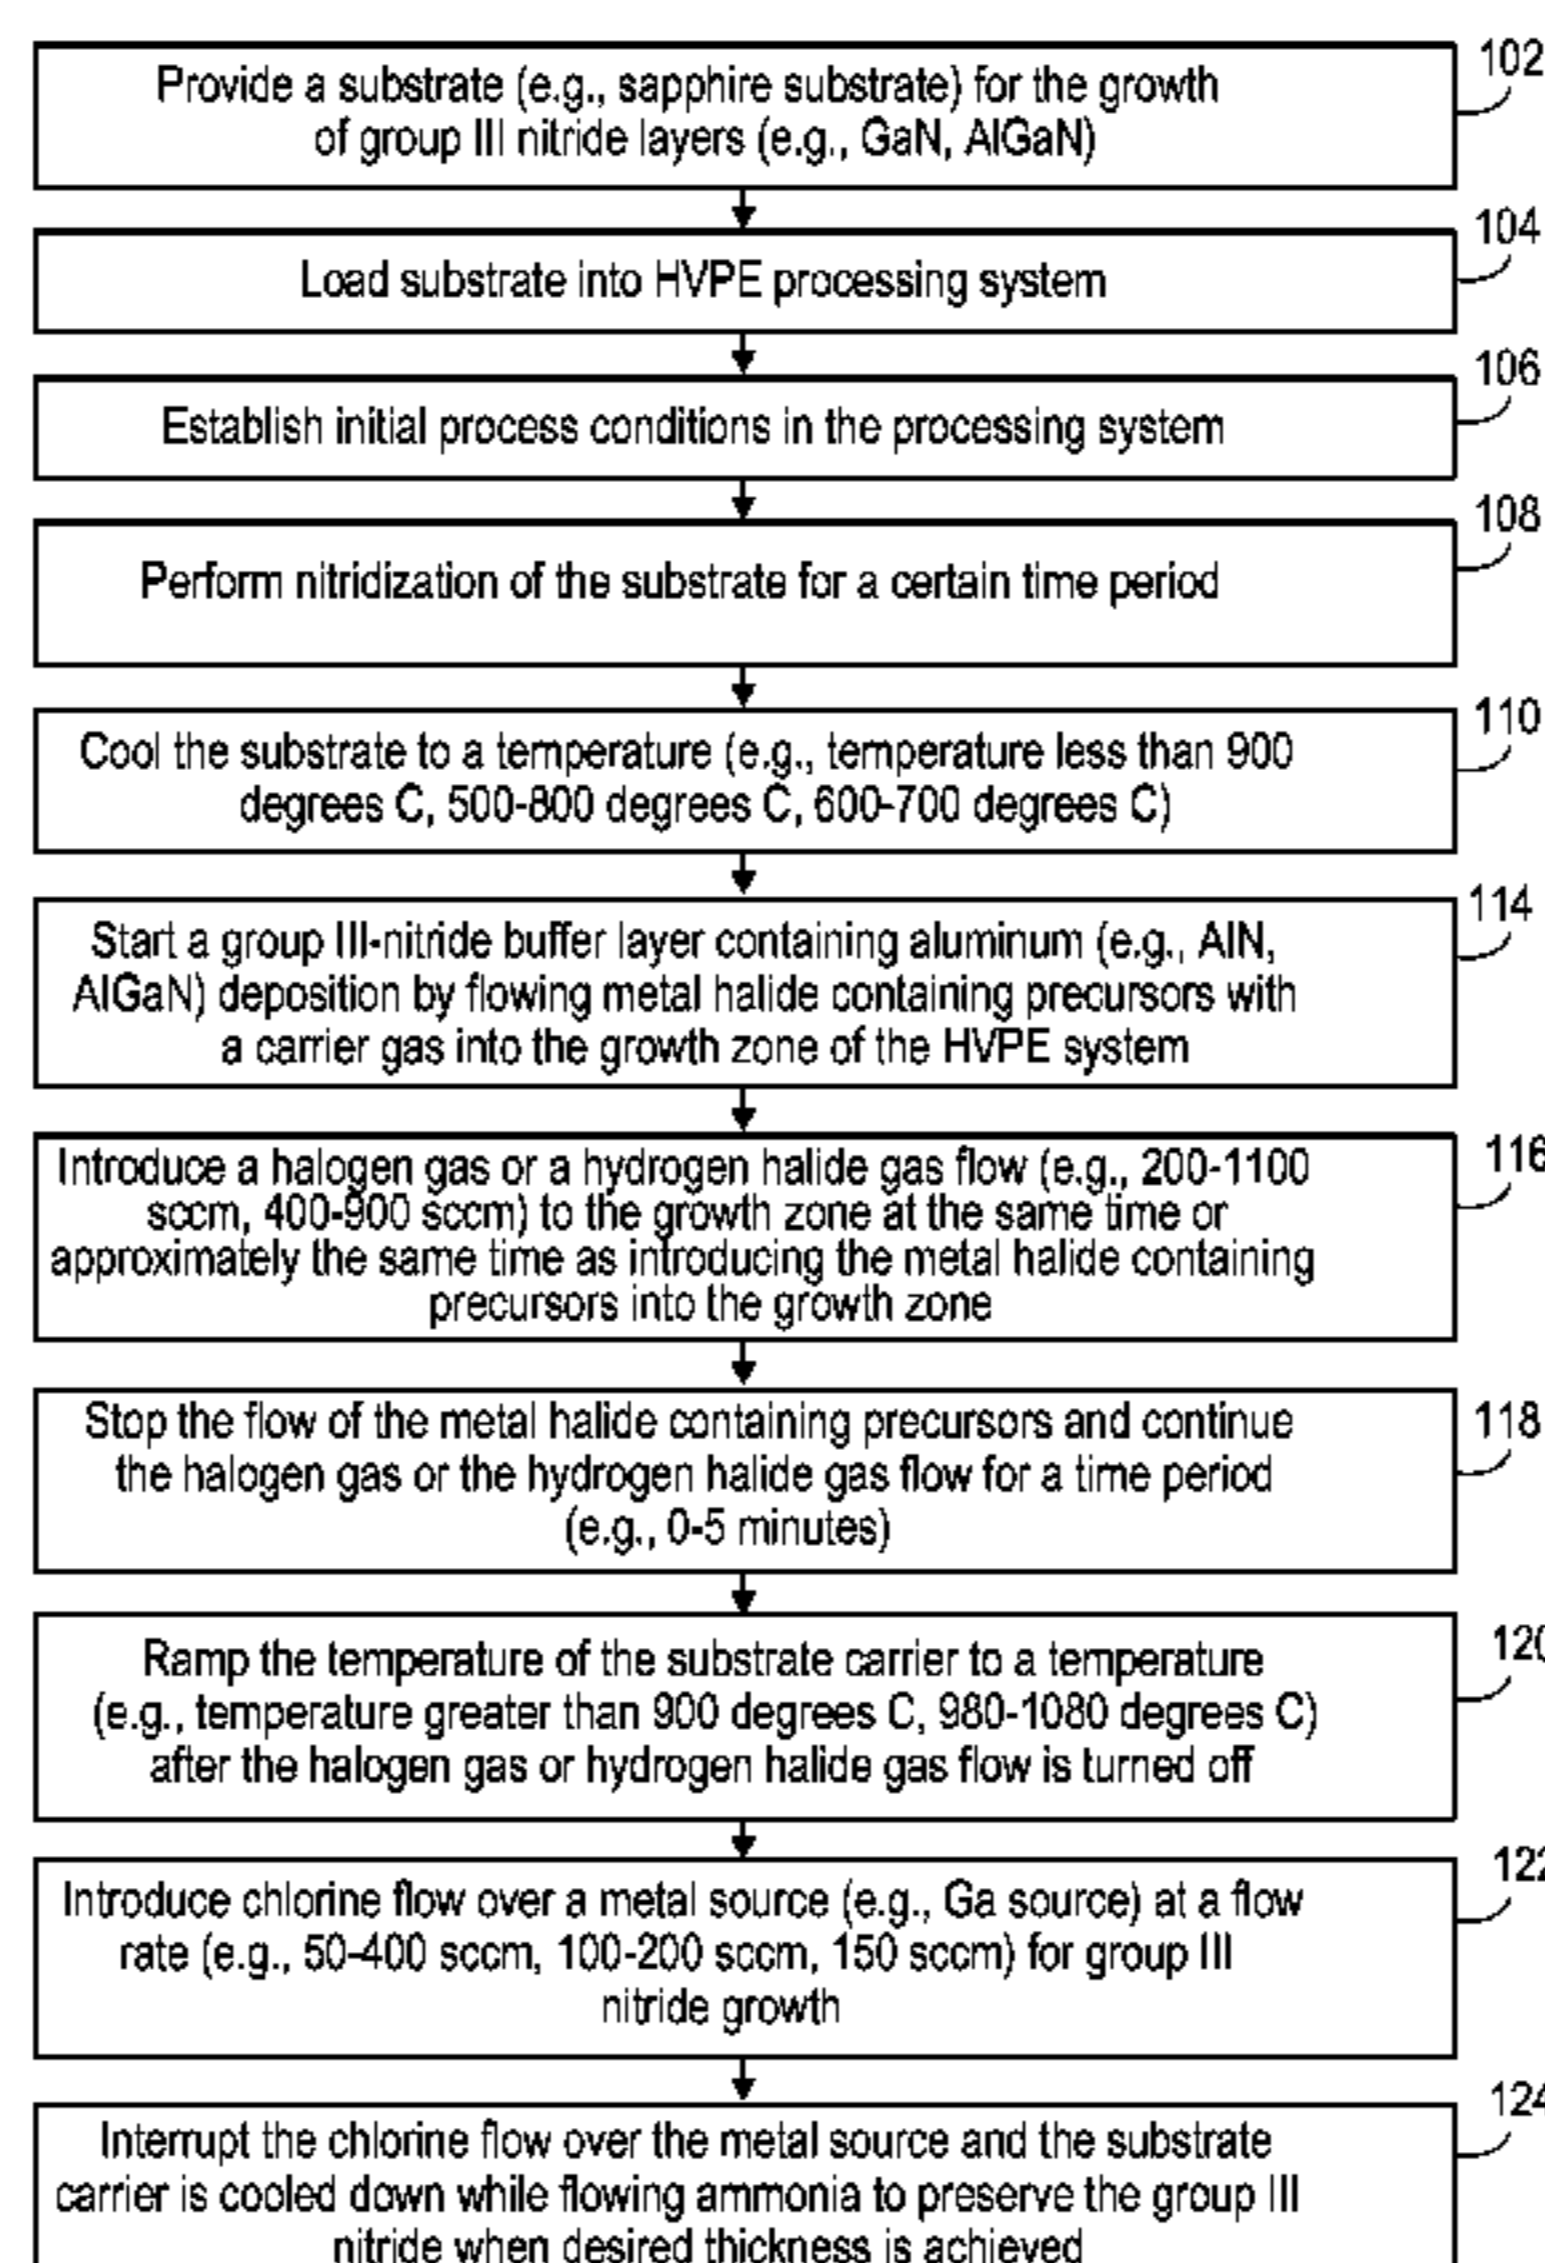 102
Provide a substrate (e.g., sapphire substrate) for the growth
of group III nitride layers (e.g., GaN, AlGaN)
104
Load substrate into HVPE processing system
106
Establish initial process conditions in the processing system
108
Perform nitridization of the substrate for a certain time period
110
Cool the substrate to a temperature (e.g., temperature less than 900
degrees C, 500-800 degrees C, 600-700 degrees C)
114
Start a group III-nitride buffer layer containing aluminum (e.g., AlN,
AlGaN) deposition by flowing metal halide containing precursors with
a carrier gas into the growth zone of the HVPE system
116
Introduce a halogen gas or a hydrogen halide gas flow (e.g., 200-1100
sccm, 400-900 sccm) to the growth zone at the same time or
approximately the same time as introducing the metal halide containing
precursors into the growth zone
118
Stop the flow of the metal halide containing precursors and continue
the halogen gas or the hydrogen halide gas flow for a time period
(e.g., 0-5 minutes)
120
Ramp the temperature of the substrate carrier to a temperature
(e.g., temperature greater than 900 degrees C, 980-1080 degrees C)
after the halogen gas or hydrogen halide gas flow is turned off
122
Introduce chlorine flow over a metal source (e.g., Ga source) at a flow
rate (e.g., 50-400 sccm, 100-200 sccm, 150 sccm) for group III
nitride growth
124
Interrupt the chlorine flow over the metal source and the substrate
carrier is cooled down while flowing ammonia to preserve the group III
nitride when desired thickness is achieved